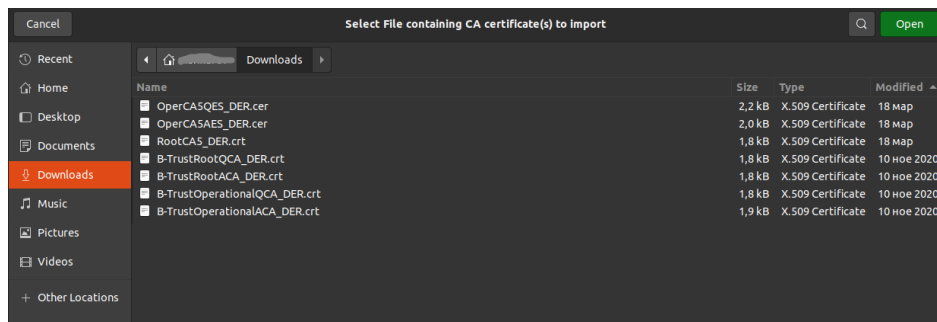 Cancel
Select File containing CA certificate(s) to import
Open
Recent
Home
Desktop
Documents
Downloads
Music
Pictures
Videos
+ Other Locations
Downloads
Name Size Type Modified
OperCA5QES_DER.cer 2,2 kB X.509 Certificate 18 мар
OperCA5AES_DER.cer 2,0 kB X.509 Certificate 18 мар
RootCA5_DER.crt 1,8 kB X.509 Certificate 18 мар
B-TrustRootQCA_DER.crt 1,8 kB X.509 Certificate 10 ное 2020
B-TrustRootACA_DER.crt 1,8 kB X.509 Certificate 10 ное 2020
B-TrustOperationalQCA_DER.crt 1,8 kB X.509 Certificate 10 ное 2020
B-TrustOperationalACA_DER.crt 1,9 kB X.509 Certificate 10 ное 2020